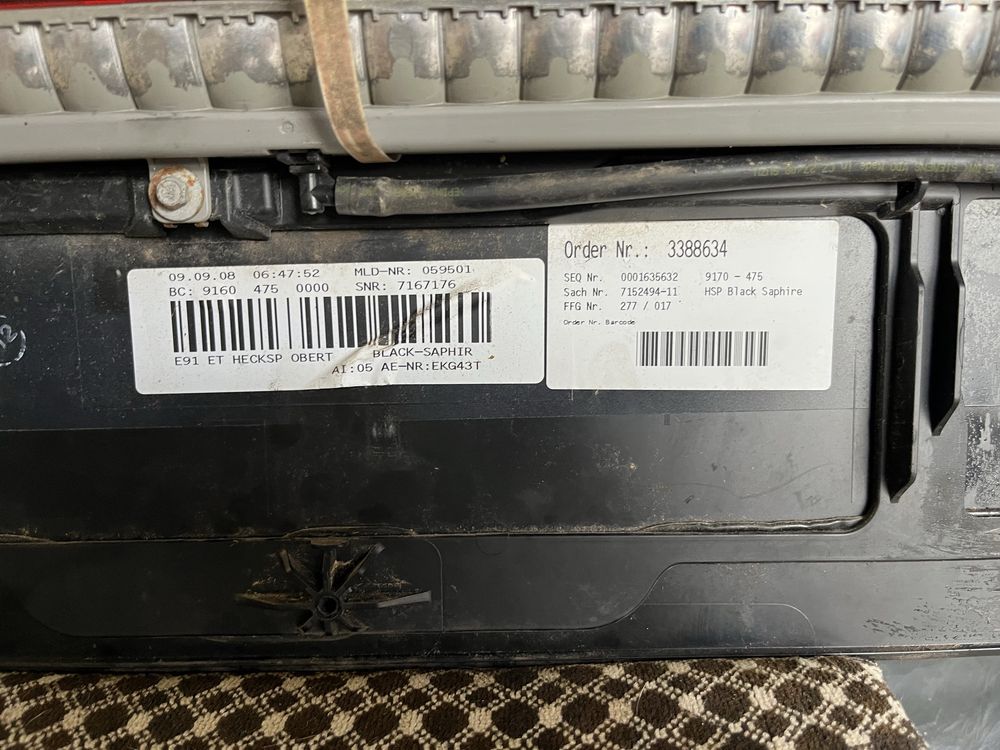 09.09.08 06:47:52 MLD-NR: 059501
BC: 9160 475 0000 SNR: 7167176
E91 ET HECKSP OBERT BLACK-SAPHIR
AI:05 AE-NR:EKG43T
Order Nr.: 3388634
SEQ Nr. 0001635632 9170 - 475
Sach Nr. 7152494-11 HSP Black Saphire
FFG Nr. 277 / 017
Order Nr. Barcode